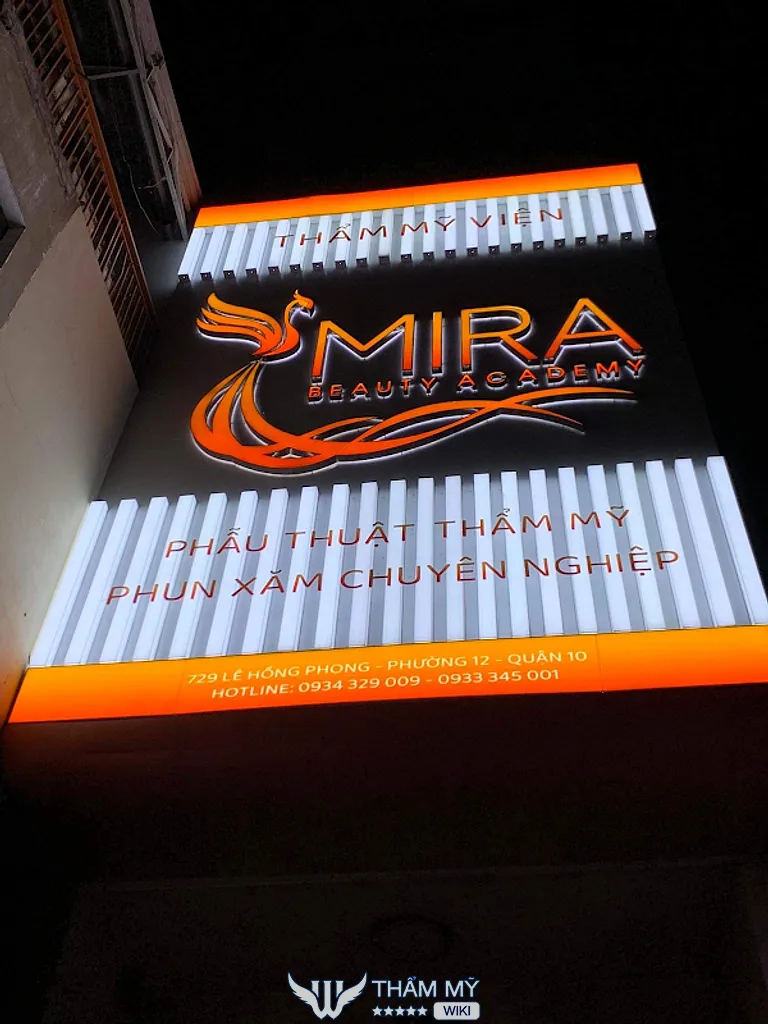 THẨM MỸ VIỆN
MIRA
BEAUTY ACADEMY
PHẪU THUẬT THẨM MỸ
PHUN XĂM CHUYÊN NGHIỆP
729 LÊ HỒNG PHONG - PHƯỜNG 12 - QUẬN 10
HOTLINE: 0934 329 009 - 0933 345 001
THẨM MỸ
WIKI